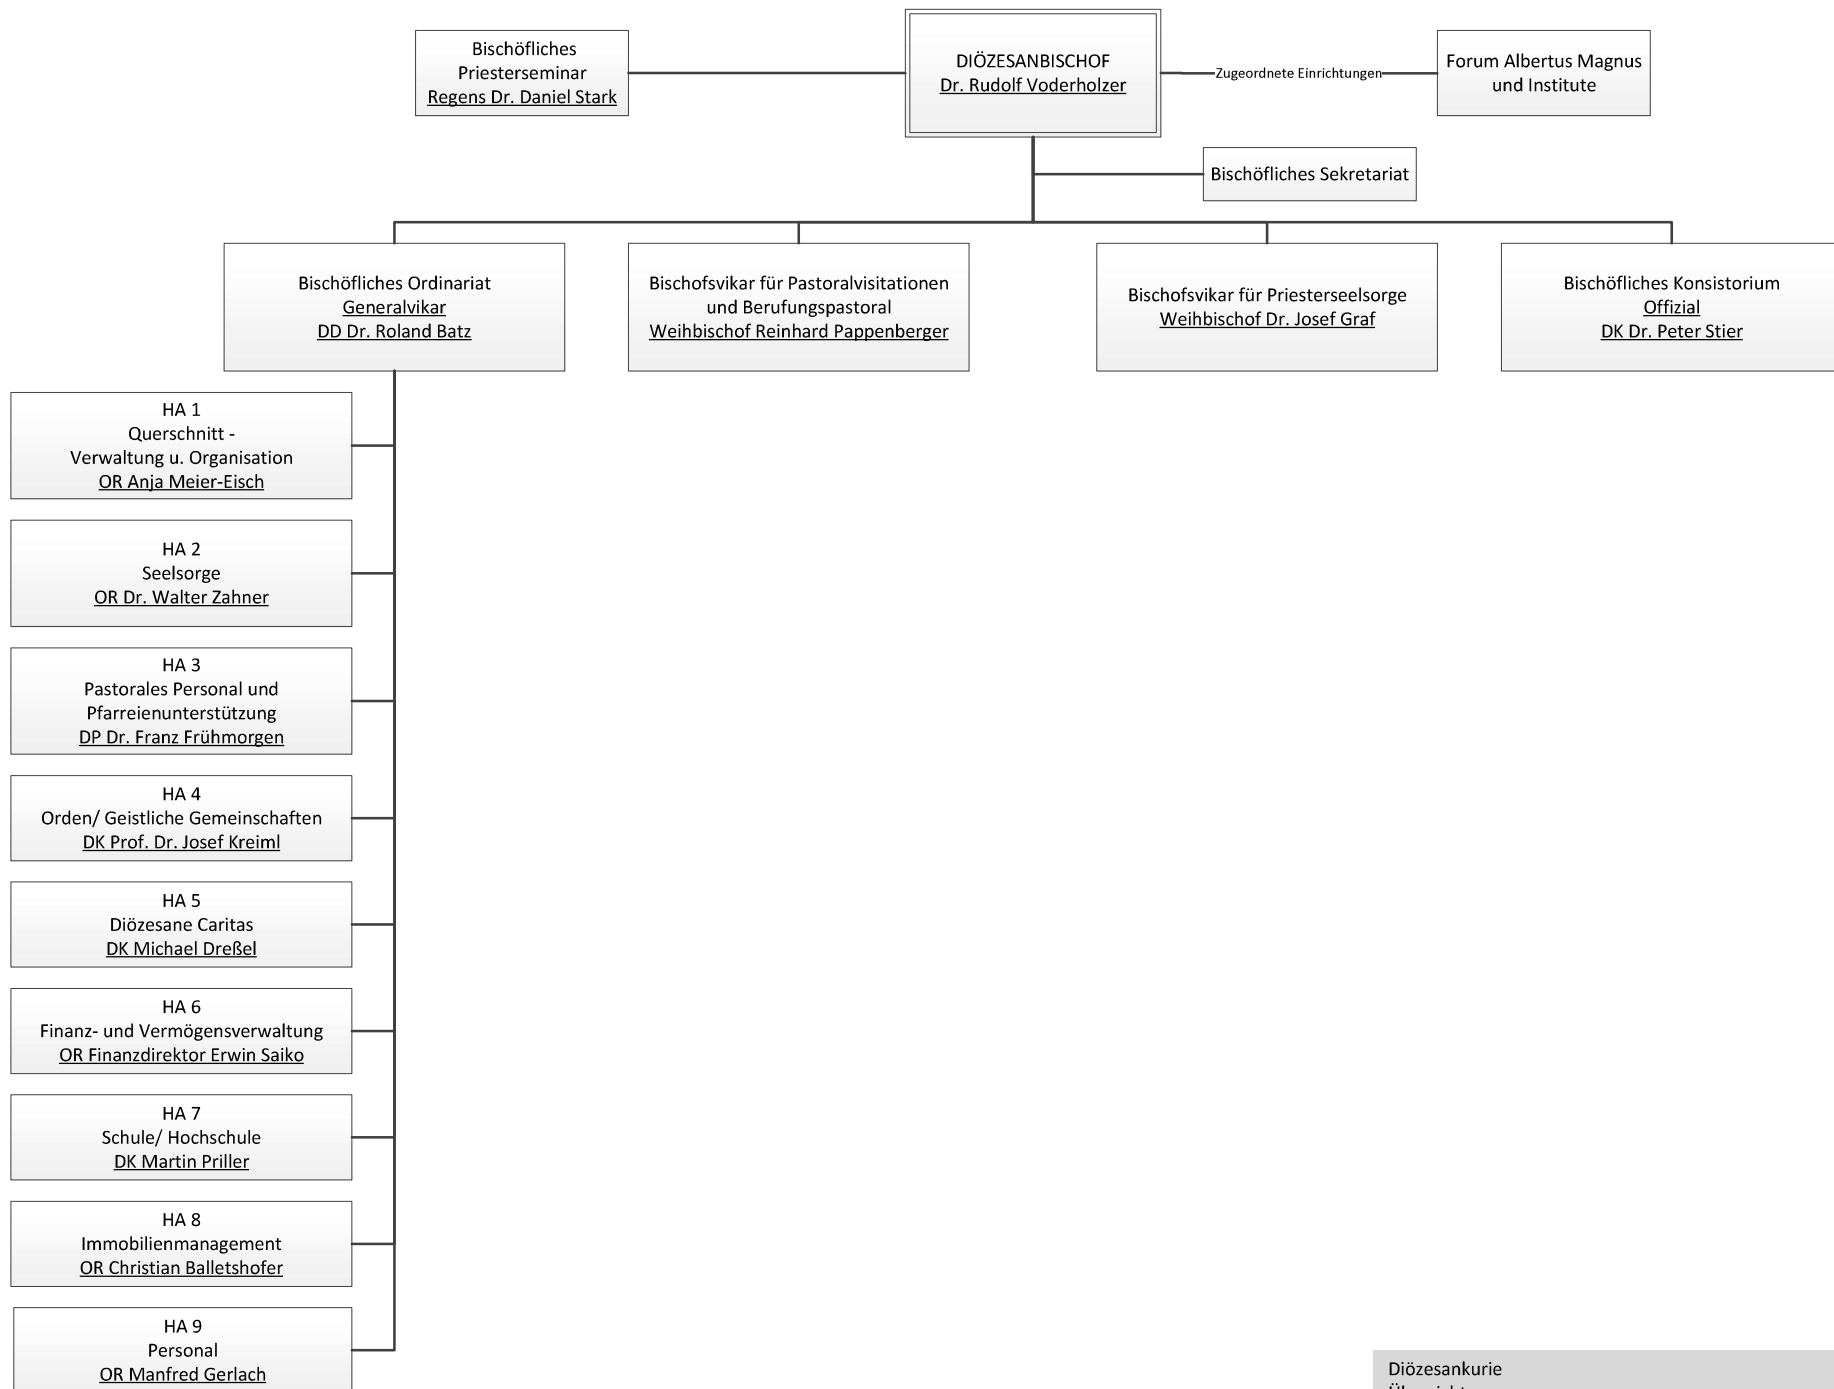 Bischöfliches
Priesterseminar
Regens Dr. Daniel Stark
DIÖZESANBISCHOF
Dr. Rudolf Voderholzer
Zugeordnete Einrichtungen
Forum Albertus Magnus
und Institute
Bischöfliches Sekretariat
Bischöfliches Ordinariat
Generalvikar
DD Dr. Roland Batz
Bischofsvikar für Pastoralvisitationen
und Berufungspastoral
Weihbischof Reinhard Pappenberger
Bischofsvikar für Priesterseelsorge
Weihbischof Dr. Josef Graf
Bischöfliches Konsistorium
Offizial
DK Dr. Peter Stier
HA 1
Querschnitt -
Verwaltung u. Organisation
OR Anja Meier-Eisch
HA 2
Seelsorge
OR Dr. Walter Zahner
HA 3
Pastorales Personal und
Pfarreienunterstützung
DP Dr. Franz Frühmorgen
HA 4
Orden/ Geistliche Gemeinschaften
DK Prof. Dr. Josef Kreiml
HA 5
Diözesane Caritas
DK Michael Dreßel
HA 6
Finanz- und Vermögensverwaltung
OR Finanzdirektor Erwin Saiko
HA 7
Schule/ Hochschule
DK Martin Priller
HA 8
Immobilienmanagement
OR Christian Balletshofer
HA 9
Personal
OR Manfred Gerlach
Diözesankurie